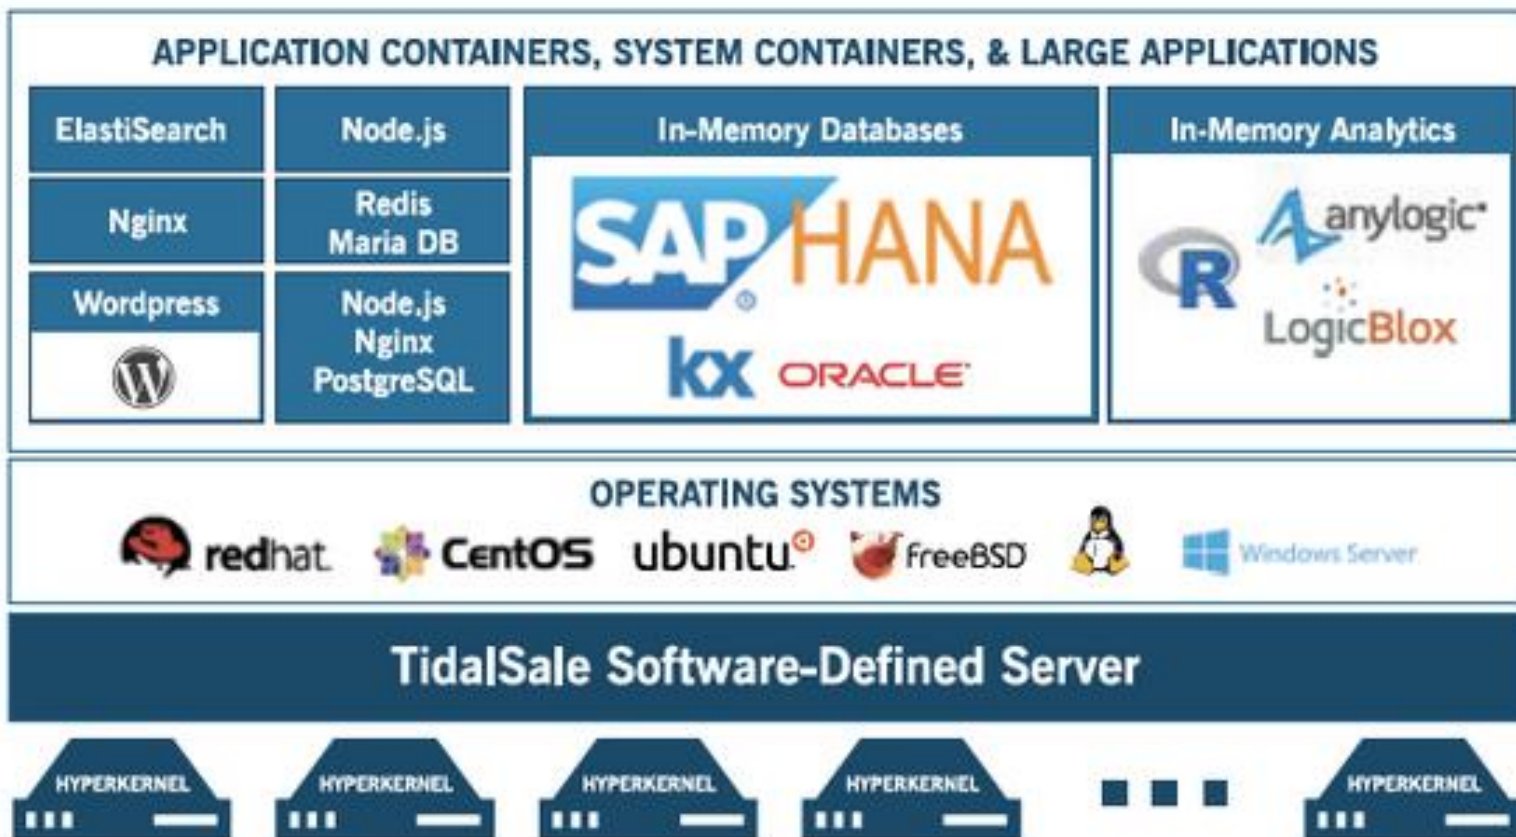 APPLICATION CONTAINERS, SYSTEM CONTAINERS, & LARGE APPLICATIONS
ElastiSearch
Nginx
Wordpress
W
Node.js
Redis
Maria DB
Node.js
Nginx
PostgreSQL
In-Memory Databases
SAP HANA
®
kx ORACLE
In-Memory Analytics
R
anylogic
LogicBlox
OPERATING SYSTEMS
redhat. CentOS ubuntu FreeBSD Windows Server
TidalSale Software-Defined Server
HYPERKERNEL HYPERKERNEL HYPERKERNEL HYPERKERNEL HYPERKERNEL